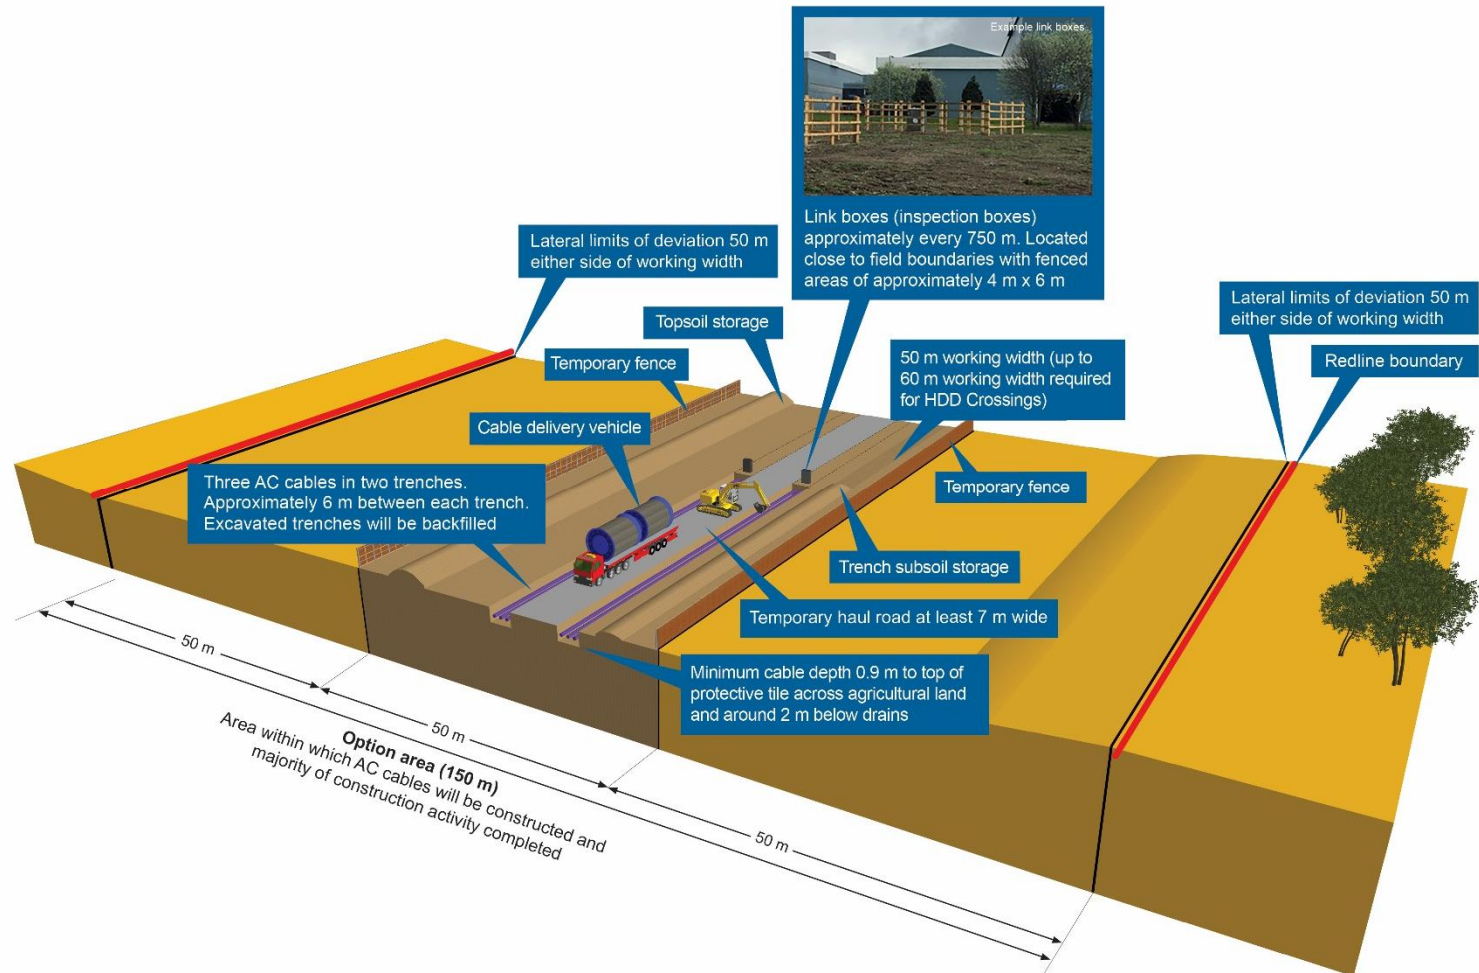 Example link boxes
Link boxes (inspection boxes)
approximately every 750 m. Located
close to field boundaries with fenced
areas of approximately 4 m x 6 m
Lateral limits of deviation 50 m
either side of working width
Topsoil storage
Temporary fence
Cable delivery vehicle
Three AC cables in two trenches.
Approximately 6 m between each trench.
Excavated trenches will be backfilled
50 m working width (up to
60 m working width required
for HDD Crossings)
Lateral limits of deviation 50 m
either side of working width
Redline boundary
Temporary fence
Trench subsoil storage
Temporary haul road at least 7 m wide
Minimum cable depth 0.9 m to top of
protective tile across agricultural land
and around 2 m below drains
50 m
50 m
50 m
Option area (150 m)
Area within which AC cables will be constructed and
majority of construction activity completed